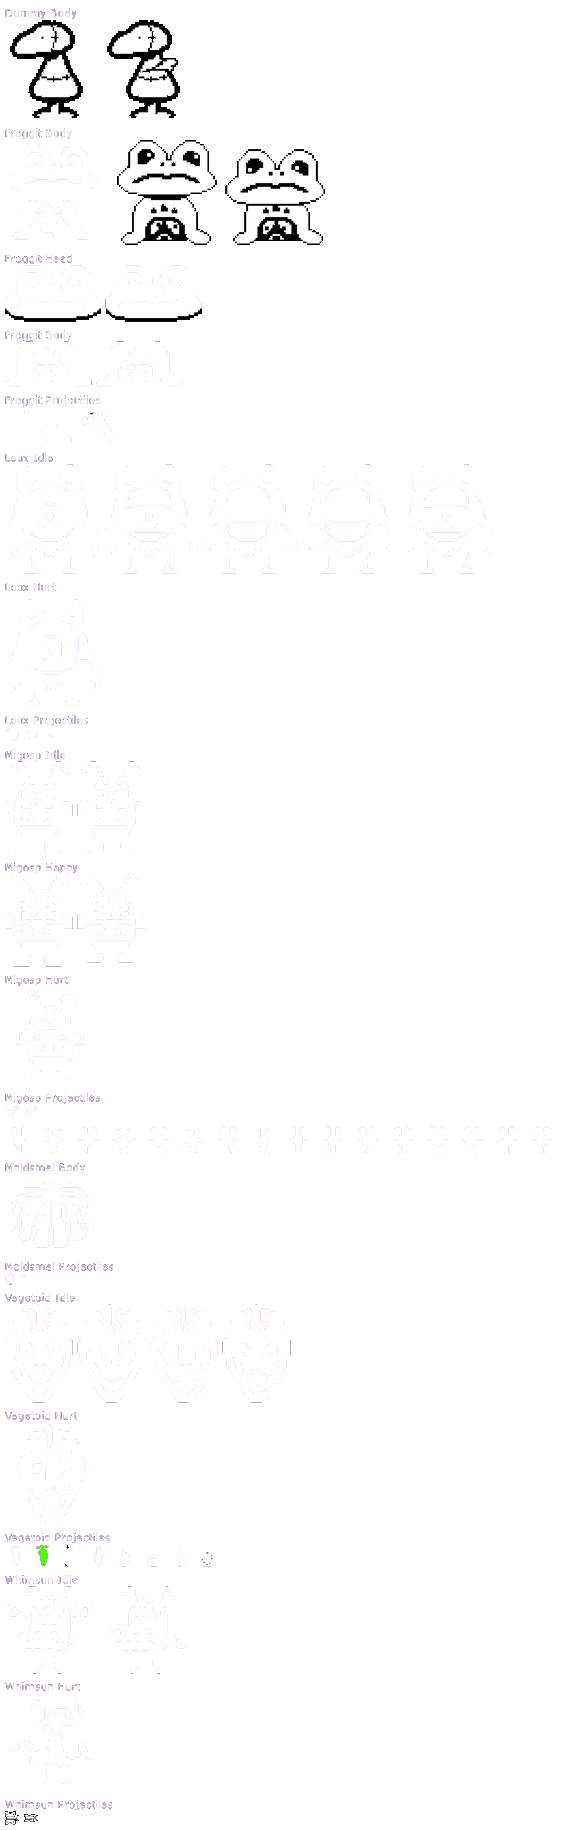 Dummy Body
Froggit Body
Froggit Head
Froggit Body
Froggit Projectiles
Loox Idle
Loox Hurt
Loox Projectiles
Migosp Idle
Migosp Happy
Migosp Hurt
Migosp Projectiles
Moldsmal Body
Moldsmal Projectiles
Vegetoid Idle
Vegetoid Hurt
Vegetoid Projectiles
Whimsun Idle
Whimsun Hurt
Whimsun Projectiles